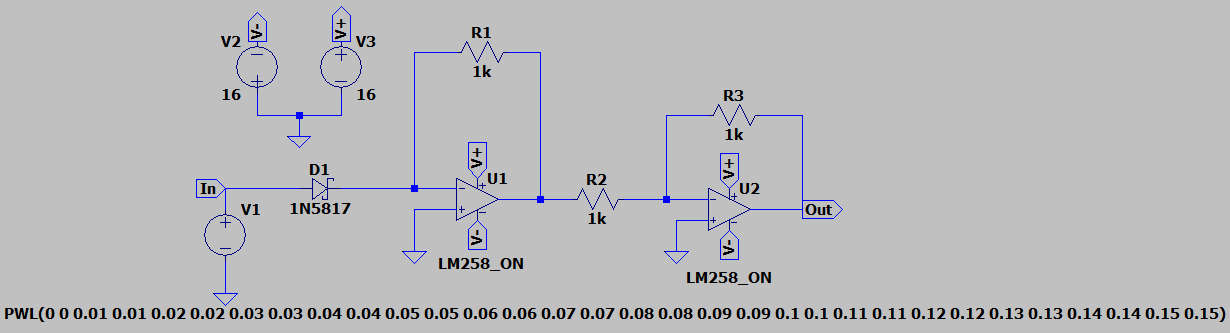 V-
V+
V2
V3
16
16
R1
1k
R3
1k
V+
U1
V+
U2
In
D1
1N5817
R2
1k
Out
V1
V-
V-
LM258_ON
LM258_ON
PWL(0 0 0.01 0.01 0.02 0.02 0.03 0.03 0.04 0.04 0.05 0.05 0.06 0.06 0.07 0.07 0.08 0.08 0.09 0.09 0.1 0.1 0.11 0.11 0.12 0.12 0.13 0.13 0.14 0.14 0.15 0.15)